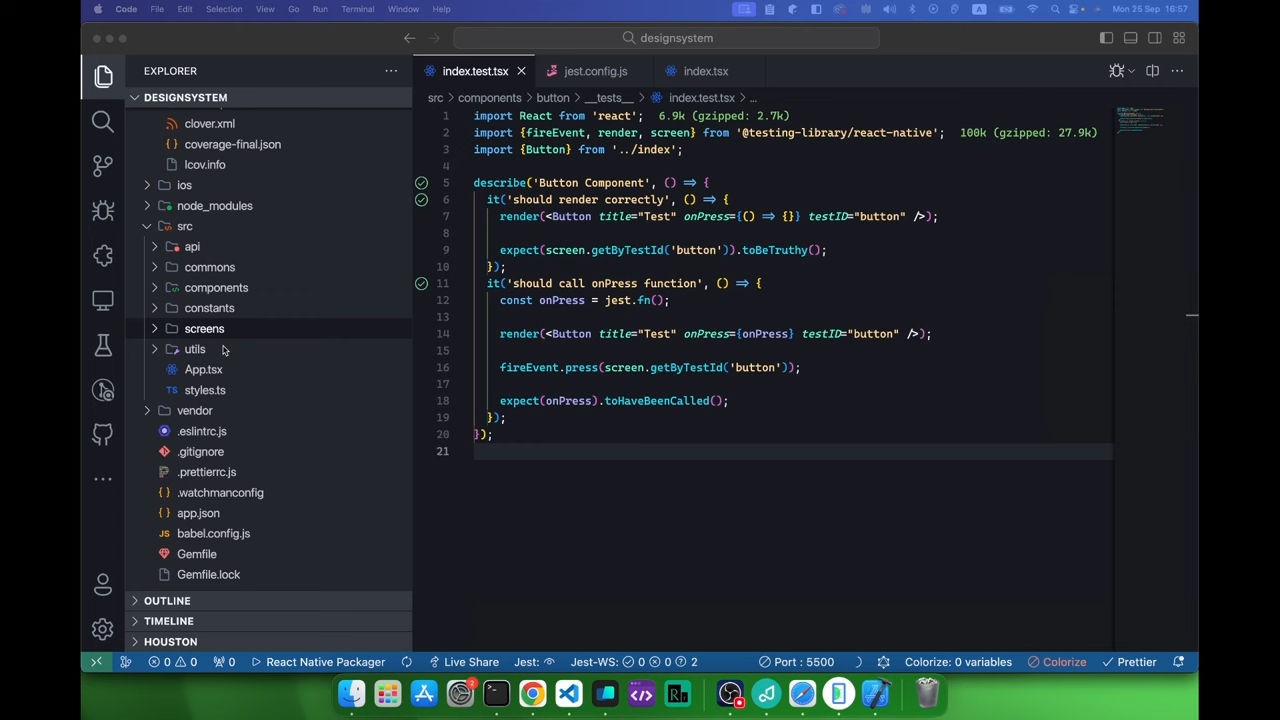 Code File Edit Selection View Go Run Terminal Window Help
A
Mon 25 Sep 16:57
designsystem
EXPLORER
DESIGNSYSTEM
clover.xml
coverage-final.json
lcov.info
ios
node_modules
src
api
commons
components
constants
screens
utils
App.tsx
TS styles.ts
vendor
.eslintrc.js
.gitignore
.prettierrc.js
.watchmanconfig
{} app.json
JS babel.config.js
Gemfile
Gemfile.lock
OUTLINE
TIMELINE
HOUSTON
index.test.tsx
jest.config.js
index.tsx
src > components > button > __tests__ > index.test.tsx > ...
1 import React from 'react'; 6.9k (gzipped: 2.7k)
2 import {fireEvent, render, screen} from '@testing-library/react-native'; 100k (gzipped: 27.9k)
3 import {Button} from '../index';
4
5 describe('Button Component', () => {
6 it('should render correctly', () => {
7 render(<Button title="Test" onPress={() => {}} testID="button" />);
8
9 expect(screen.getByTestId('button')).toBeTruthy();
10 });
11 it('should call onPress function', () => {
12 const onPress = jest.fn();
13
14 render(<Button title="Test" onPress={onPress} testID="button" />);
15
16 fireEvent.press(screen.getByTestId('button'));
17
18 expect(onPress).toHaveBeenCalled();
19 });
20 });
21
0 0 0 React Native Packager Live Share Jest: Jest-WS: 0 0 2 Port : 5500 Colorize: 0 variables Colorize Prettier
2